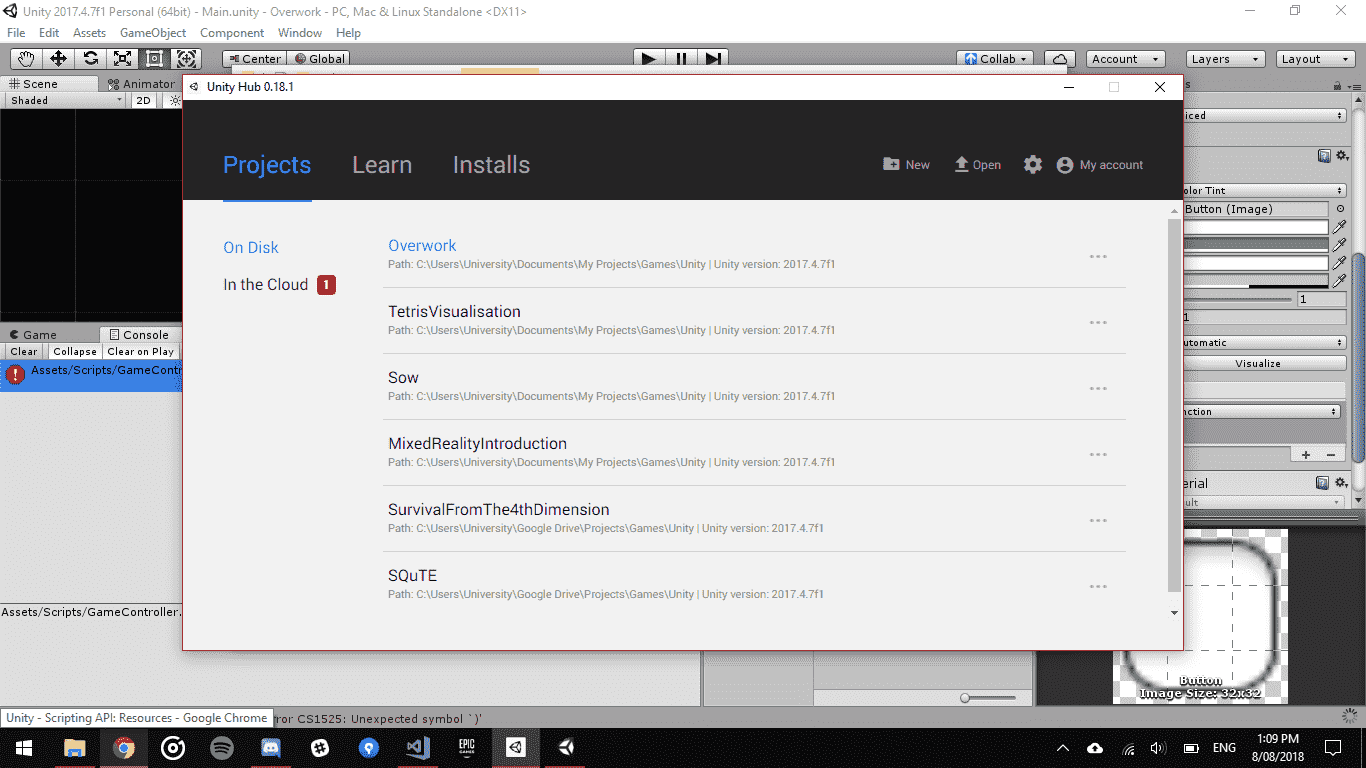 Unity 2017.4.7f1 Personal (64bit) - Main.unity - Overwork - PC, Mac & Linux Standalone <DX11>
File Edit Assets GameObject Component Window Help
Center Global Collab Account Layers Layout
Scene Animator
Shaded 2D
Unity Hub 0.18.1
Projects Learn Installs New Open My account
On Disk
In the Cloud 1
Overwork
Path: C:\Users\University\Documents\My Projects\Games\Unity | Unity version: 2017.4.7f1
TetrisVisualisation
Path: C:\Users\University\Documents\My Projects\Games\Unity | Unity version: 2017.4.7f1
Sow
Path: C:\Users\University\Documents\My Projects\Games\Unity | Unity version: 2017.4.7f1
MixedRealityIntroduction
Path: C:\Users\University\Documents\My Projects\Games\Unity | Unity version: 2017.4.7f1
SurvivalFromThe4thDimension
Path: C:\Users\University\Google Drive\Projects\Games\Unity | Unity version: 2017.4.7f1
SQuTE
Path: C:\Users\University\Google Drive\Projects\Games\Unity | Unity version: 2017.4.7f1
Game Console
Clear Collapse Clear on Play
Assets/Scripts/GameContr
Assets/Scripts/GameController.
s
iced
olor Tint
Button (Image)
1
1
utomatic
Visualize
nction
erial
ult
Button
Image Size: 32x32
Unity - Scripting API: Resources - Google Chrome
rror CS1525: Unexpected symbol `)'
EPIC
GAMES
ENG
1:09 PM
8/08/2018